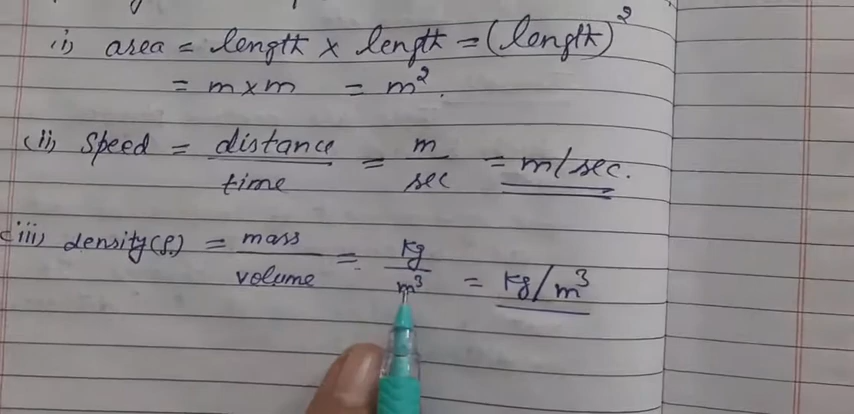 (i) area = length x length = (length)²
= m x m = m².
(ii) Speed = distance/time = m/sec = m/sec.
(iii) density(ρ) = mass/volume = kg/m³ = kg/m³